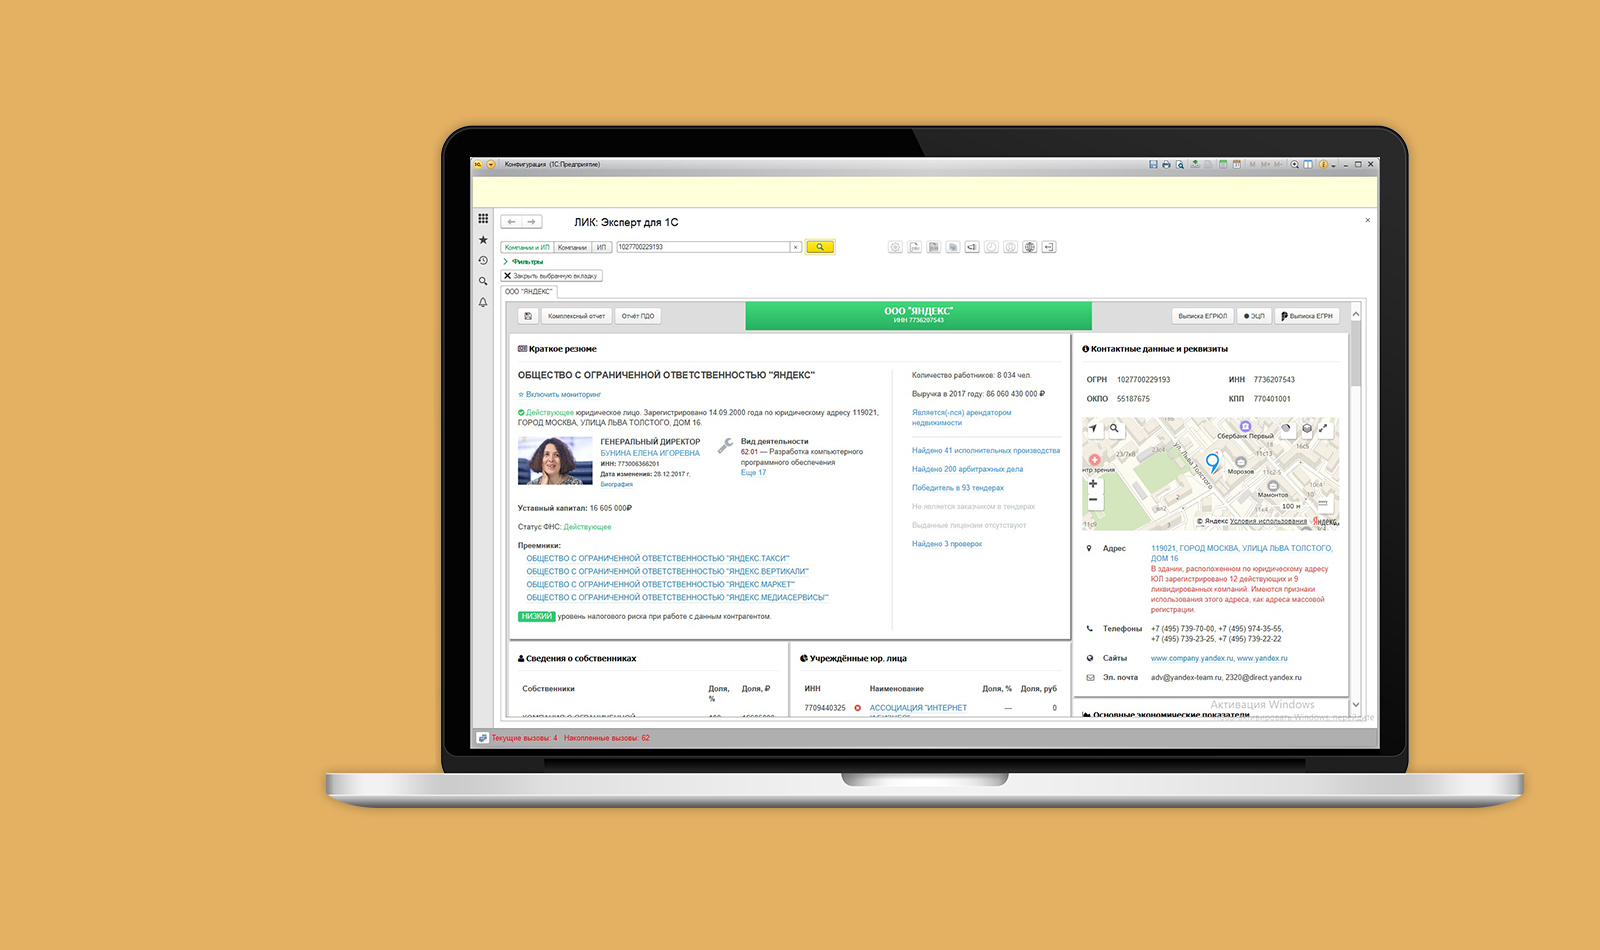 Конфигурация (1С:Предприятие)
M M+ M-
ЛИК: Эксперт для 1С
Компании и ИП Компании ИП 1027700229193
Фильтры
Закрыть выбранную вкладку
ООО "ЯНДЕКС"
Комплексный отчет Отчёт ПДО
ООО "ЯНДЕКС"
ИНН 7736207543
Выписка ЕГРЮЛ ЭЦП Выписка ЕГРН
Краткое резюме
ОБЩЕСТВО С ОГРАНИЧЕННОЙ ОТВЕТСТВЕННОСТЬЮ "ЯНДЕКС"
Включить мониторинг
Действующее юридическое лицо. Зарегистрировано 14.09.2000 года по юридическому адресу 119021,
ГОРОД МОСКВА, УЛИЦА ЛЬВА ТОЛСТОГО, ДОМ 16.
ГЕНЕРАЛЬНЫЙ ДИРЕКТОР
БУНИНА ЕЛЕНА ИГОРЕВНА
ИНН: 773006366201
Дата изменения: 28.12.2017 г.
Биография
Вид деятельности
62.01 — Разработка компьютерного
программного обеспечения
Еще 17
Уставный капитал: 16 605 000₽
Статус ФНС: Действующее
Преемники:
ОБЩЕСТВО С ОГРАНИЧЕННОЙ ОТВЕТСТВЕННОСТЬЮ "ЯНДЕКС.ТАКСИ"
ОБЩЕСТВО С ОГРАНИЧЕННОЙ ОТВЕТСТВЕННОСТЬЮ "ЯНДЕКС.ВЕРТИКАЛИ"
ОБЩЕСТВО С ОГРАНИЧЕННОЙ ОТВЕТСТВЕННОСТЬЮ "ЯНДЕКС.МАРКЕТ"
ОБЩЕСТВО С ОГРАНИЧЕННОЙ ОТВЕТСТВЕННОСТЬЮ "ЯНДЕКС.МЕДИАСЕРВИСЫ"
НИЗКИЙ уровень налогового риска при работе с данным контрагентом.
Количество работников: 8 034 чел.
Выручка в 2017 году: 86 060 430 000 ₽
Является(-лся) арендатором
недвижимости
Найдено 41 исполнительных производства
Найдено 200 арбитражных дела
Победитель в 93 тендерах
Не является заказчиком в тендерах
Выданные лицензии отсутствуют
Найдено 3 проверок
Контактные данные и реквизиты
ОГРН 1027700229193 ИНН 7736207543
ОКПО 55187675 КПП 770401001
Сбербанк Первый
16с5
23/7к8 23с4 11с13
нтр зрения
ул. Льва Толстого
Морозов 11с2-5
10с4
Мамонтов
100 м
11с9
© Яндекс Условия использования Яндекс
Адрес 119021, ГОРОД МОСКВА, УЛИЦА ЛЬВА ТОЛСТОГО,
ДОМ 16
В здании, расположенном по юридическому адресу
ЮЛ зарегистрировано 12 действующих и 9
ликвидированных компаний. Имеются признаки
использования этого адреса, как адреса массовой
регистрации.
Телефоны +7 (495) 739-70-00, +7 (495) 974-35-55,
+7 (495) 739-23-25, +7 (495) 739-22-22
Сайты www.company.yandex.ru, www.yandex.ru
Эл. почта adv@yandex-team.ru, 2320@direct.yandex.ru
Основные экономические показатели
Сведения о собственниках
Собственники Доля, % Доля, ₽
Учреждённые юр. лица
ИНН Наименование Доля, % Доля, руб
7709440325 АССОЦИАЦИЯ "ИНТЕРНЕТ — 0
Активация Windows
Текущие вызовы: 4 Накопленные вызовы: 62